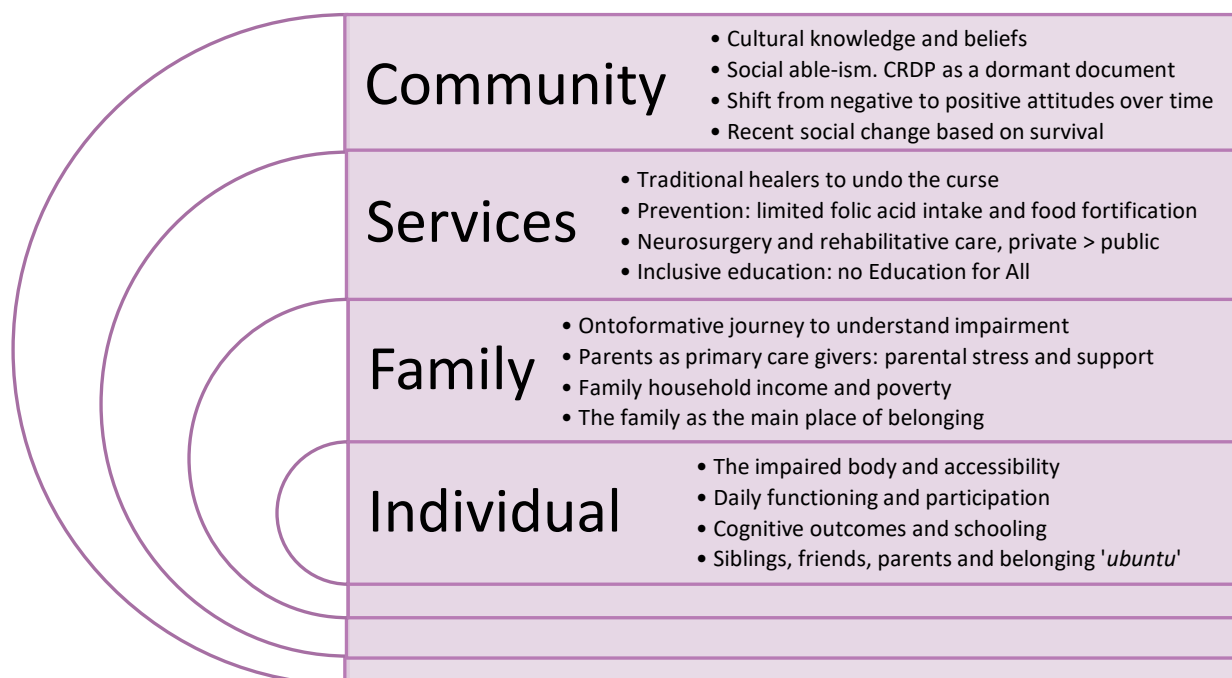 Community
• Cultural knowledge and beliefs
• Social able-ism. CRDP as a dormant document
• Shift from negative to positive attitudes over time
• Recent social change based on survival
Services
• Traditional healers to undo the curse
• Prevention: limited folic acid intake and food fortification
• Neurosurgery and rehabilitative care, private > public
• Inclusive education: no Education for All
Family
• Ontoformative journey to understand impairment
• Parents as primary care givers: parental stress and support
• Family household income and poverty
• The family as the main place of belonging
Individual
• The impaired body and accessibility
• Daily functioning and participation
• Cognitive outcomes and schooling
• Siblings, friends, parents and belonging 'ubuntu'